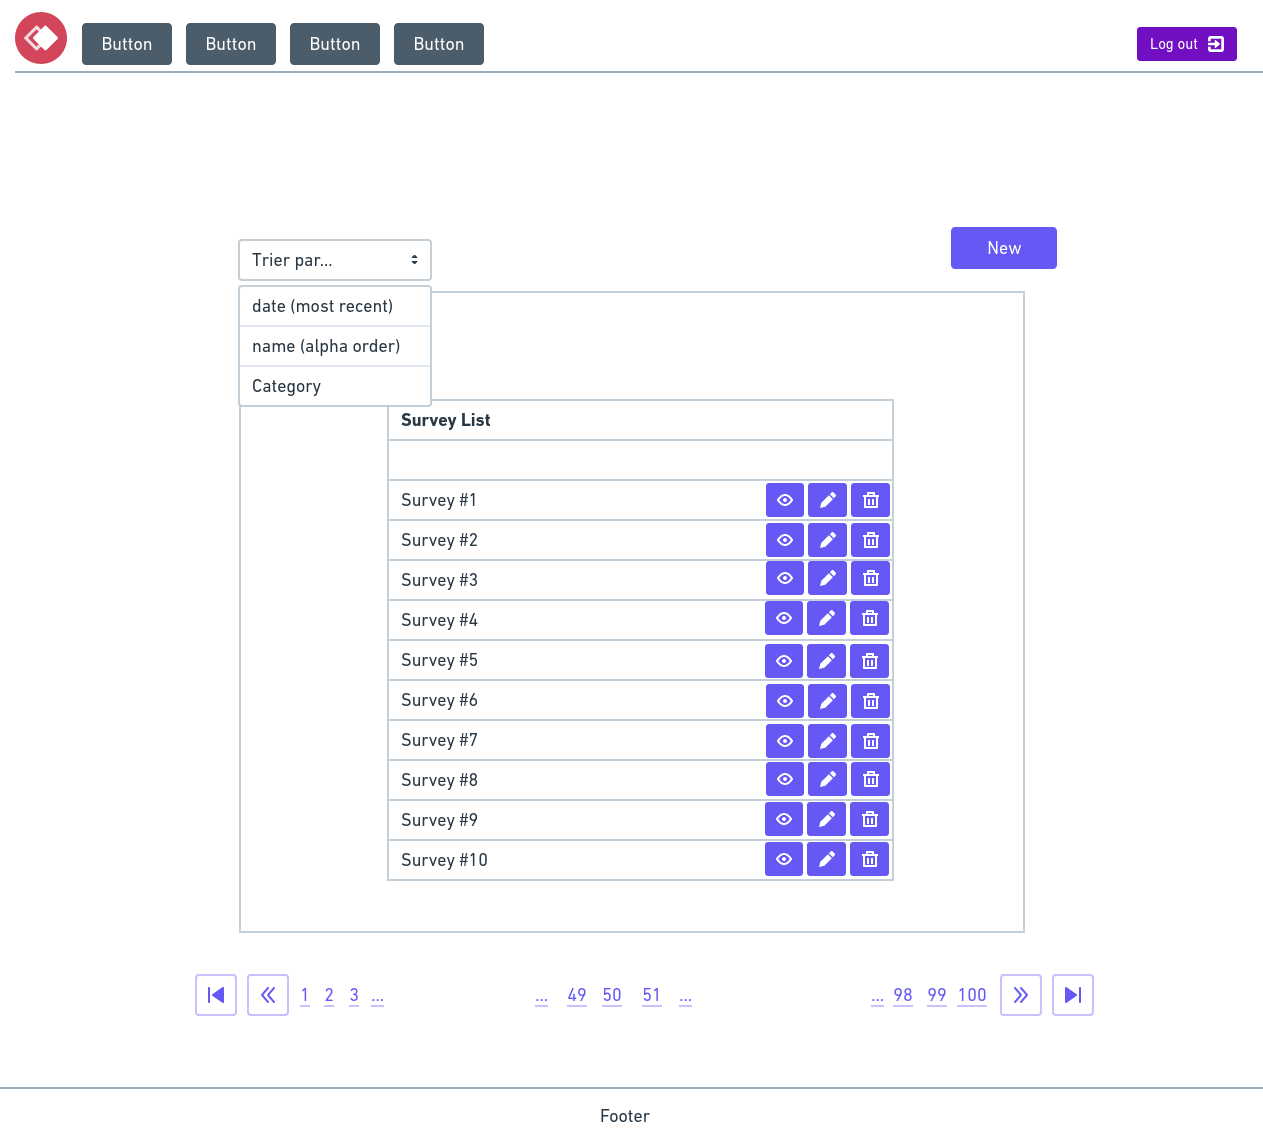 Button Button Button Button Log out
New
Trier par...
date (most recent)
name (alpha order)
Category
Survey List
Survey #1
Survey #2
Survey #3
Survey #4
Survey #5
Survey #6
Survey #7
Survey #8
Survey #9
Survey #10
1 2 3 ... ... 49 50 51 ... ... 98 99 100
Footer